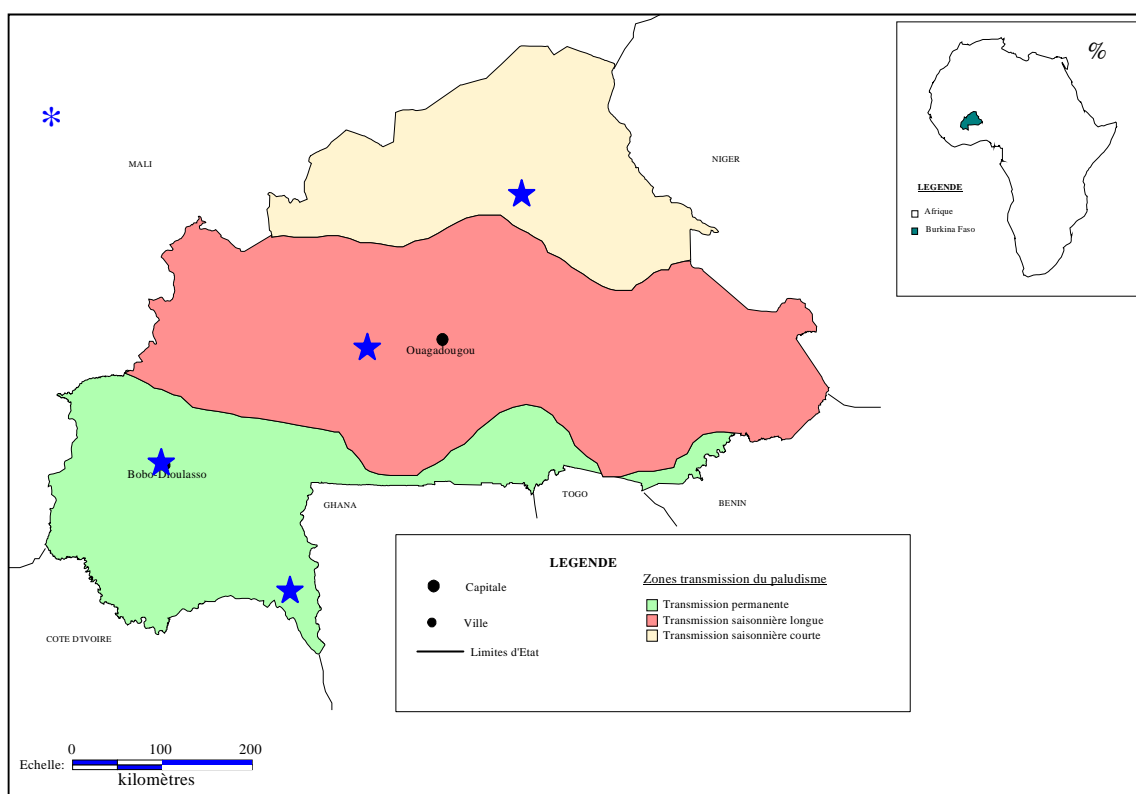 %
*
MALI
NIGER
LEGENDE
Afrique
Burkina Faso
Ouagadougou
Bobo-Dioulasso
GHANA
TOGO
BENIN
COTE D'IVOIRE
LEGENDE
Capitale
Ville
Limites d'Etat
Zones transmission du paludisme
Transmission permanente
Transmission saisonnière longue
Transmission saisonnière courte
0 100 200
Echelle:
kilomètres